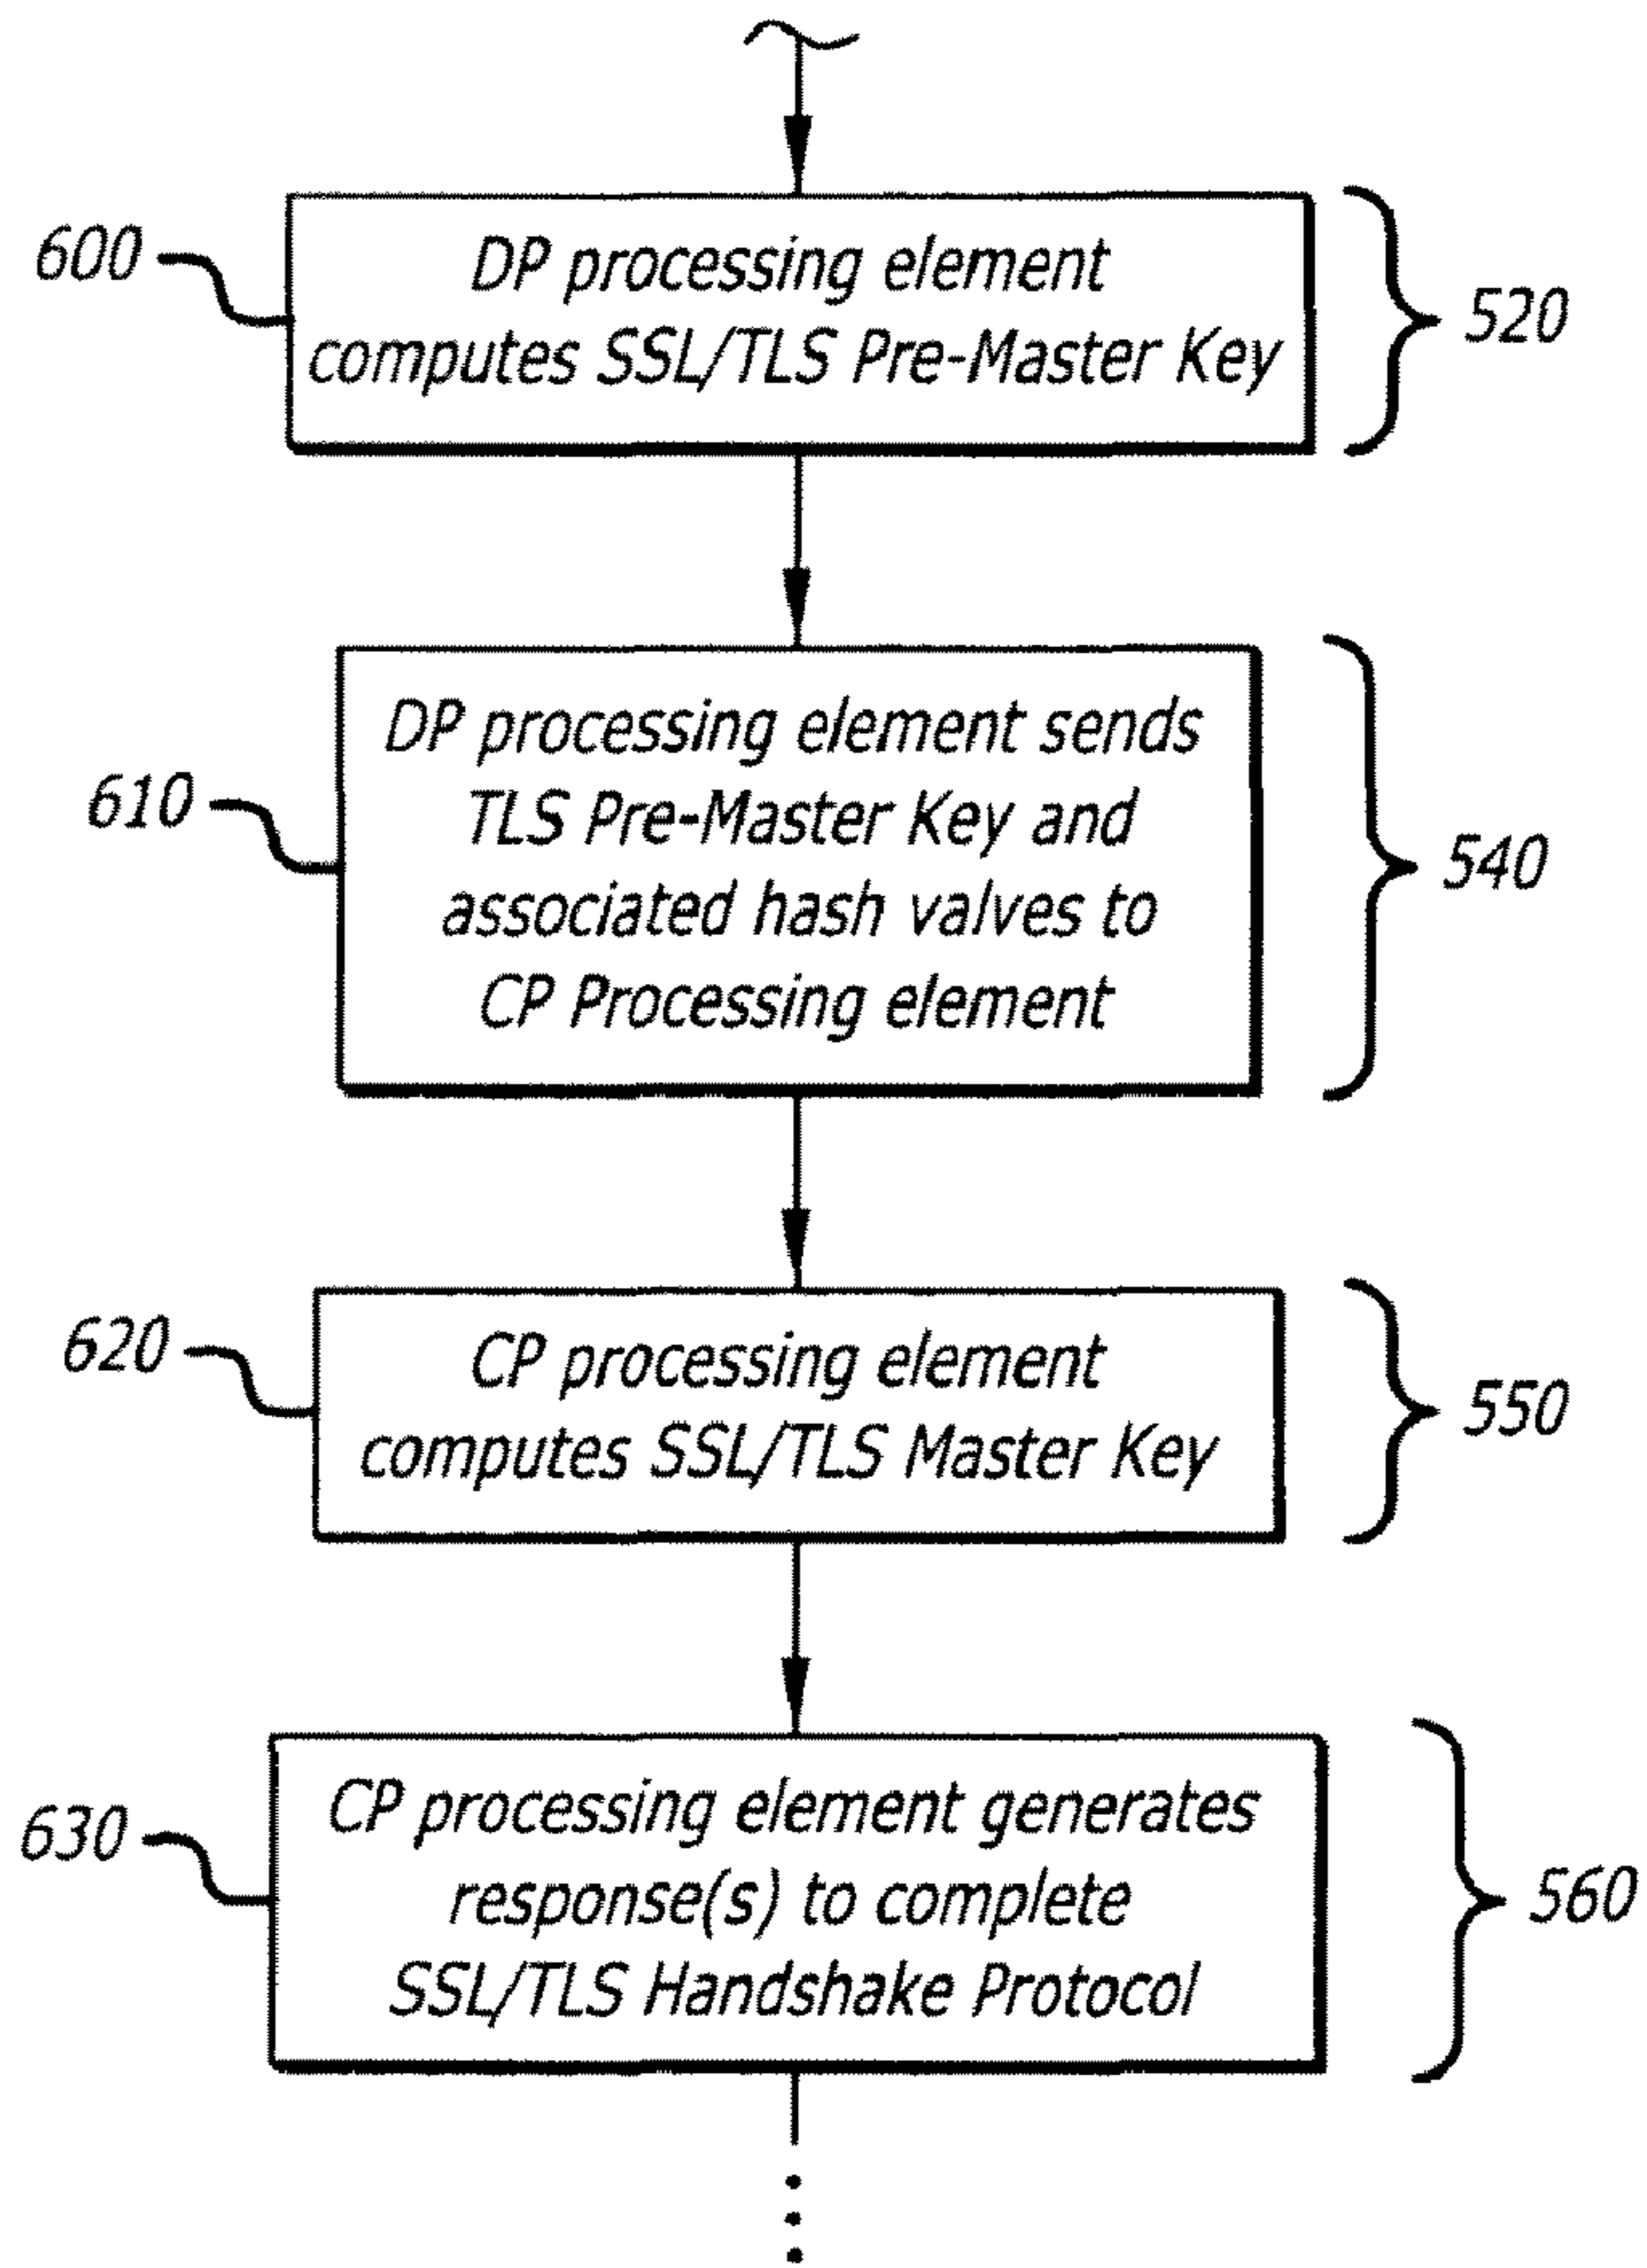 600
DP processing element
computes SSL/TLS Pre-Master Key
520
610
DP processing element sends
TLS Pre-Master Key and
associated hash valves to
CP Processing element
540
620
CP processing element
computes SSL/TLS Master Key
550
630
CP processing element generates
response(s) to complete
SSL/TLS Handshake Protocol
560